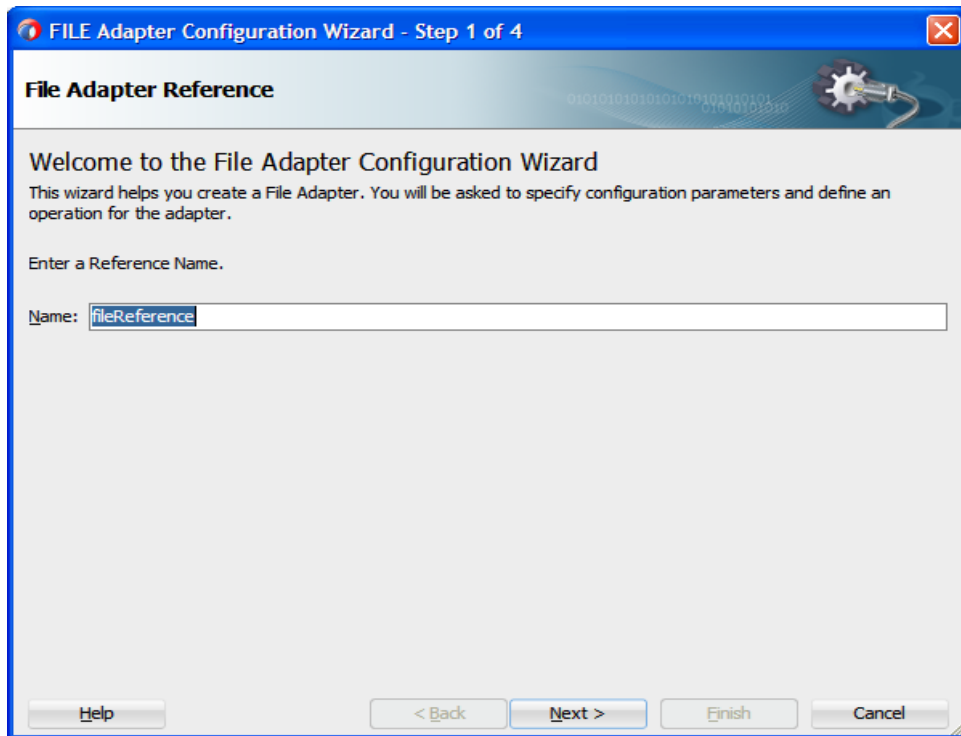 FILE Adapter Configuration Wizard - Step 1 of 4
File Adapter Reference
Welcome to the File Adapter Configuration Wizard
This wizard helps you create a File Adapter. You will be asked to specify configuration parameters and define an
operation for the adapter.
Enter a Reference Name.
Name: fileReference
Help < Back Next > Finish Cancel